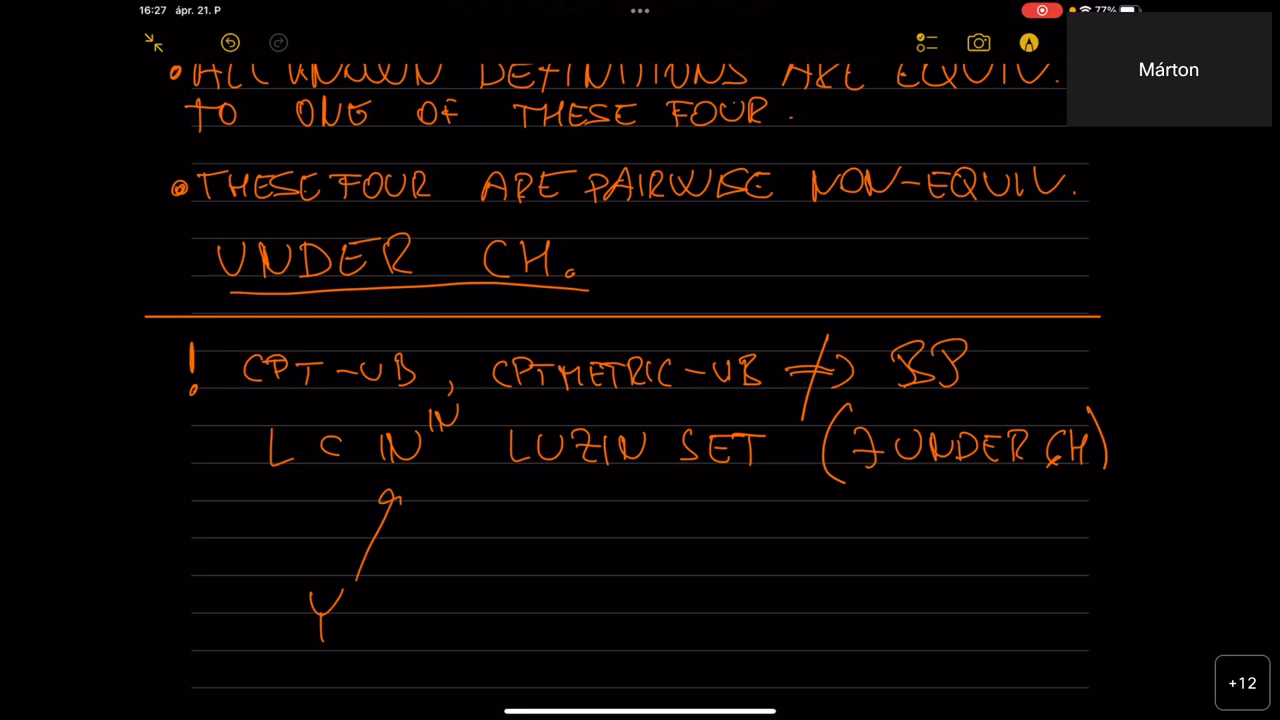 16:27 ápr. 21. P
77%
Márton
• ALL KNOWN DEFINITIONS ARE EQUIV.
TO ONE OF THESE FOUR.
• THESE FOUR ARE PAIRWISE NON-EQUIV.
UNDER CH.
! CPT-UB, CPTMETRIC-UB ⇏ BP
L ⊂ ℕ^ℕ LUZIN SET (∃ UNDER CH)
Y
+12